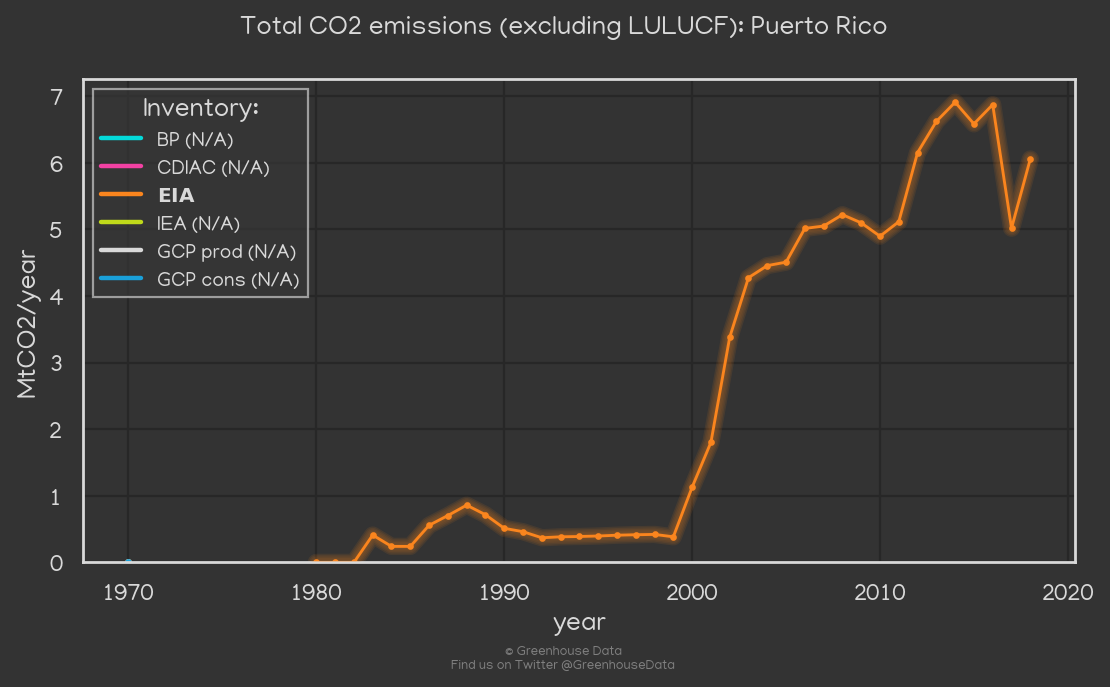 Total CO2 emissions (excluding LULUCF): Puerto Rico
7
6
5
4
3
2
1
0
MtCO2/year
Inventory:
BP (N/A)
CDIAC (N/A)
EIA
IEA (N/A)
GCP prod (N/A)
GCP cons (N/A)
1970 1980 1990 2000 2010 2020
year
© Greenhouse Data
Find us on Twitter @GreenhouseData